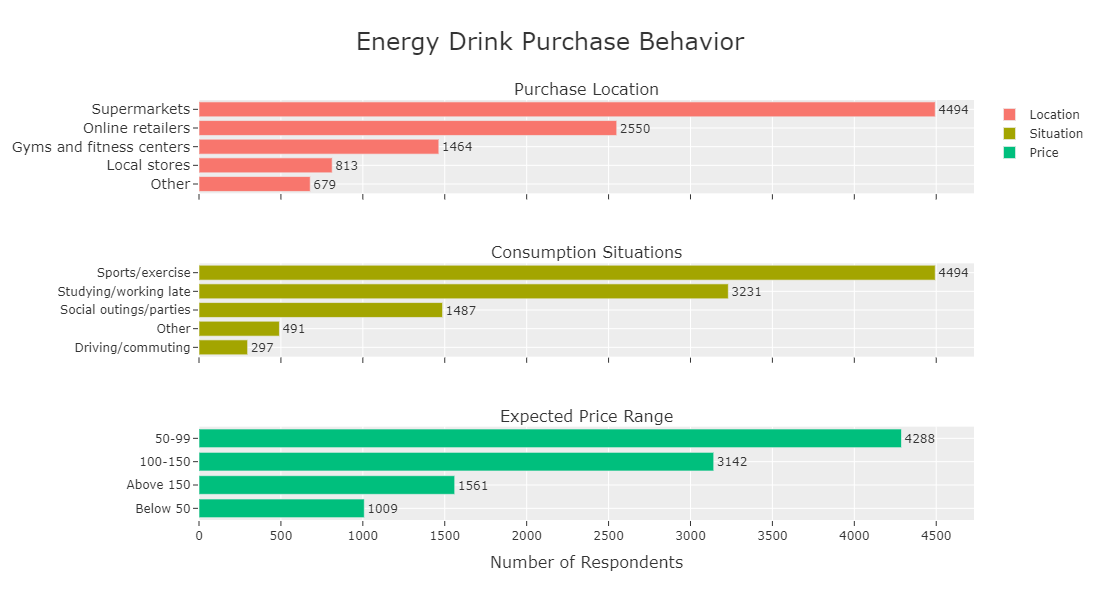 Energy Drink Purchase Behavior
Purchase Location
Supermarkets 4494
Online retailers 2550
Gyms and fitness centers 1464
Local stores 813
Other 679
Location
Situation
Price
Consumption Situations
Sports/exercise 4494
Studying/working late 3231
Social outings/parties 1487
Other 491
Driving/commuting 297
Expected Price Range
50-99 4288
100-150 3142
Above 150 1561
Below 50 1009
0 500 1000 1500 2000 2500 3000 3500 4000 4500
Number of Respondents